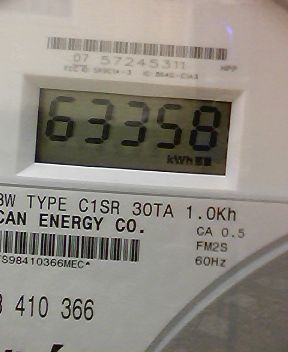 07 57245311
63358
kWh
3W TYPE C1SR 30TA 1.0Kh
CAN ENERGY CO.
CA 0.5
FM2S
60Hz
TS98410366MEC*
410 366